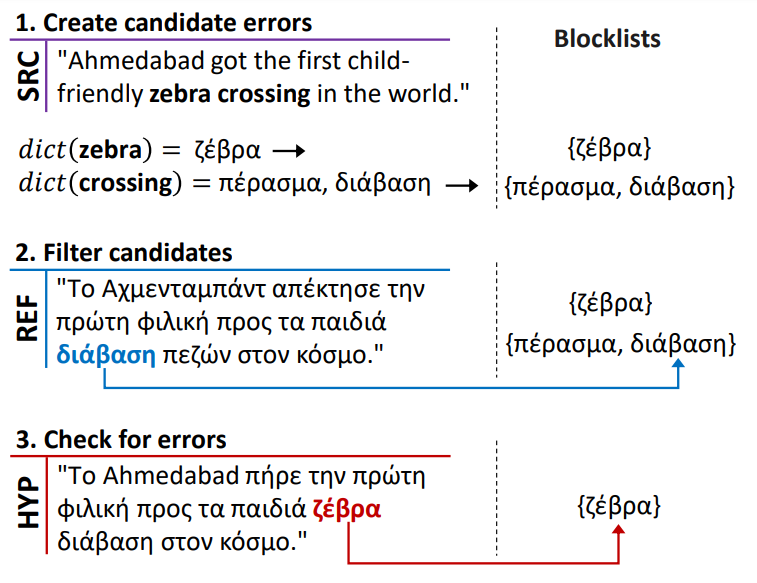 1. Create candidate errors
Blocklists
SRC
"Ahmedabad got the first child-
friendly zebra crossing in the world."
dict(zebra) = ζέβρα →
{ζέβρα}
dict(crossing) = πέρασμα, διάβαση →
{πέρασμα, διάβαση}
2. Filter candidates
REF
"Το Αχμενταμπάντ απέκτησε την
πρώτη φιλική προς τα παιδιά
διάβαση πεζών στον κόσμο."
{ζέβρα}
{πέρασμα, διάβαση}
3. Check for errors
HYP
"Το Ahmedabad πήρε την πρώτη
φιλική προς τα παιδιά ζέβρα
διάβαση στον κόσμο."
{ζέβρα}